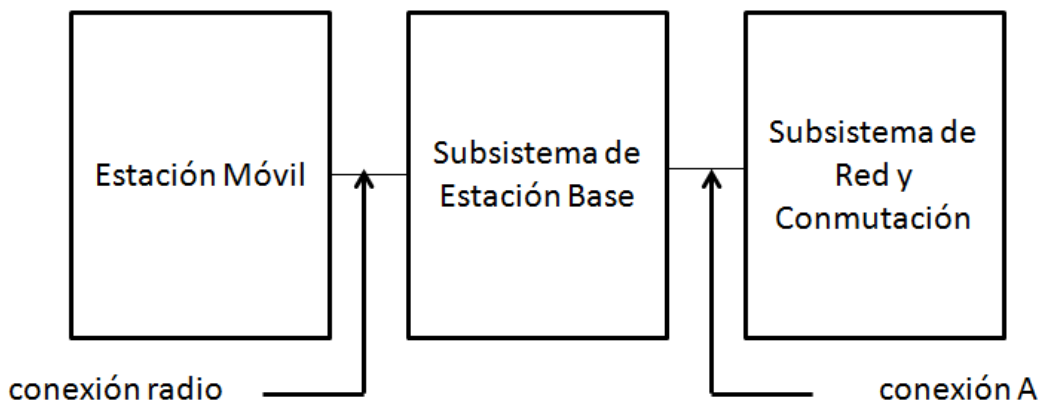 Estación Móvil
Subsistema de
Estación Base
Subsistema de
Red y
Conmutación
conexión radio
conexión A